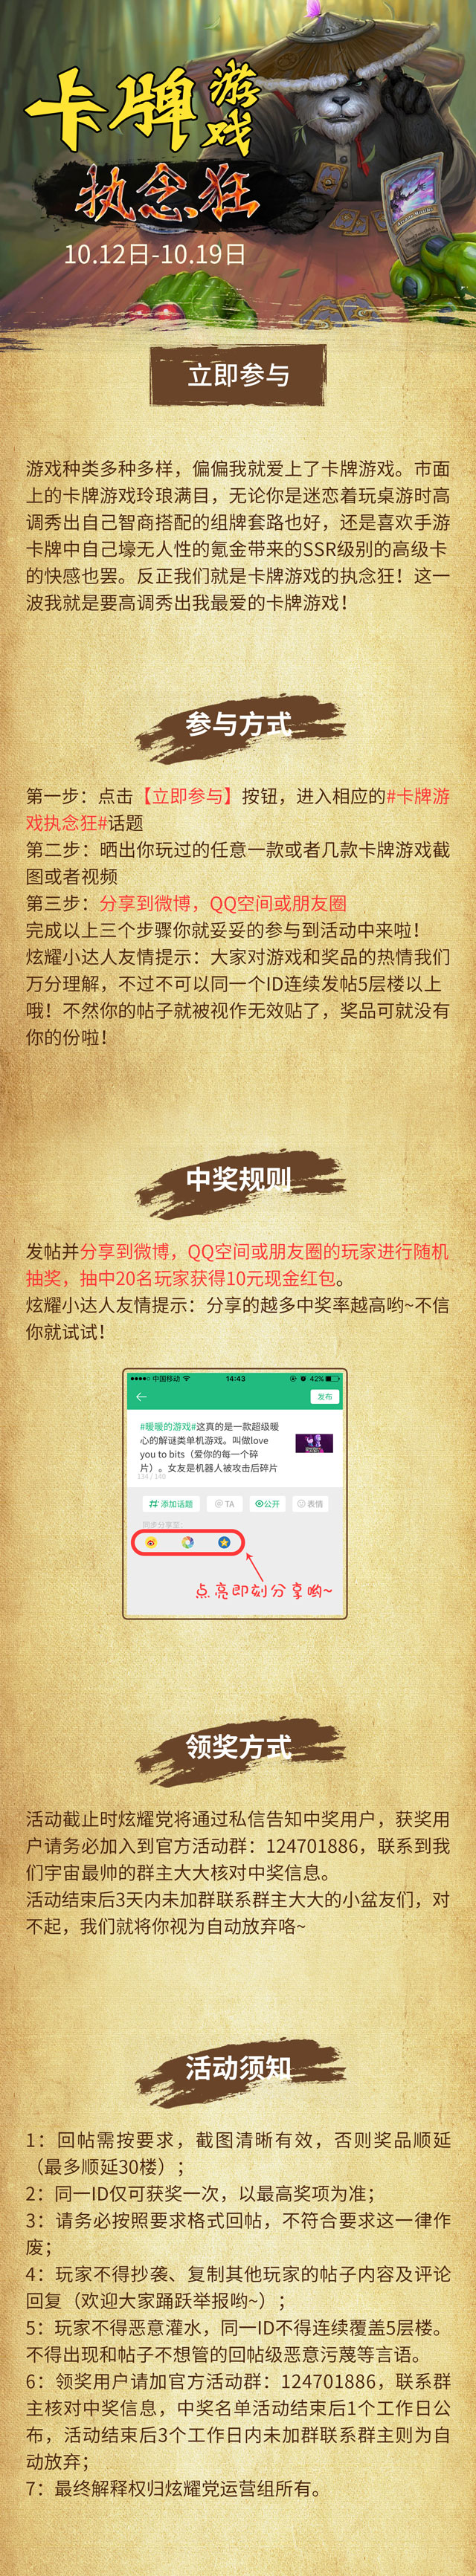 卡牌游戏
执念狂
10.12日-10.19日
立即参与
游戏种类多种多样，偏偏我就爱上了卡牌游戏。市面
上的卡牌游戏玲琅满目，无论你是迷恋着玩桌游时高
调秀出自己智商搭配的组牌套路也好，还是喜欢手游
卡牌中自己壕无人性的氪金带来的SSR级别的高级卡
的快感也罢。反正我们就是卡牌游戏的执念狂！这一
波我就是要高调秀出我最爱的卡牌游戏！
参与方式
第一步：点击【立即参与】按钮，进入相应的#卡牌游
戏执念狂#话题
第二步：晒出你玩过的任意一款或者几款卡牌游戏截
图或者视频
第三步：分享到微博，QQ空间或朋友圈
完成以上三个步骤你就妥妥的参与到活动中来啦！
炫耀小达人友情提示：大家对游戏和奖品的热情我们
万分理解，不过不可以同一个ID连续发帖5层楼以上
哦！不然你的帖子就被视作无效贴了，奖品可就没有
你的份啦！
中奖规则
发帖并分享到微博，QQ空间或朋友圈的玩家进行随机
抽奖，抽中20名玩家获得10元现金红包。
炫耀小达人友情提示：分享的越多中奖率越高哟~不信
你就试试！
中国移动 14:43 42%
发布
#暖暖的游戏#这真的是一款超级暖
心的解谜类单机游戏。叫做love
you to bits（爱你的每一个碎
片）。女友是机器人被攻击后碎片
134 / 140
# 添加话题 @ TA 公开 表情
同步分享至
点亮即刻分享哟~
领奖方式
活动截止时炫耀党将通过私信告知中奖用户，获奖用
户请务必加入到官方活动群：124701886，联系到我
们宇宙最帅的群主大大核对中奖信息。
活动结束后3天内未加群联系群主大大的小盆友们，对
不起，我们就将你视为自动放弃咯~
活动须知
1：回帖需按要求，截图清晰有效，否则奖品顺延
（最多顺延30楼）；
2：同一ID仅可获奖一次，以最高奖项为准；
3：请务必按照要求格式回帖，不符合要求这一律作
废；
4：玩家不得抄袭、复制其他玩家的帖子内容及评论
回复（欢迎大家踊跃举报哟~）；
5：玩家不得恶意灌水，同一ID不得连续覆盖5层楼。
不得出现和帖子不想管的回帖级恶意污蔑等言语。
6：领奖用户请加官方活动群：124701886，联系群
主核对中奖信息，中奖名单活动结束后1个工作日公
布，活动结束后3个工作日内未加群联系群主则为自
动放弃；
7：最终解释权归炫耀党运营组所有。